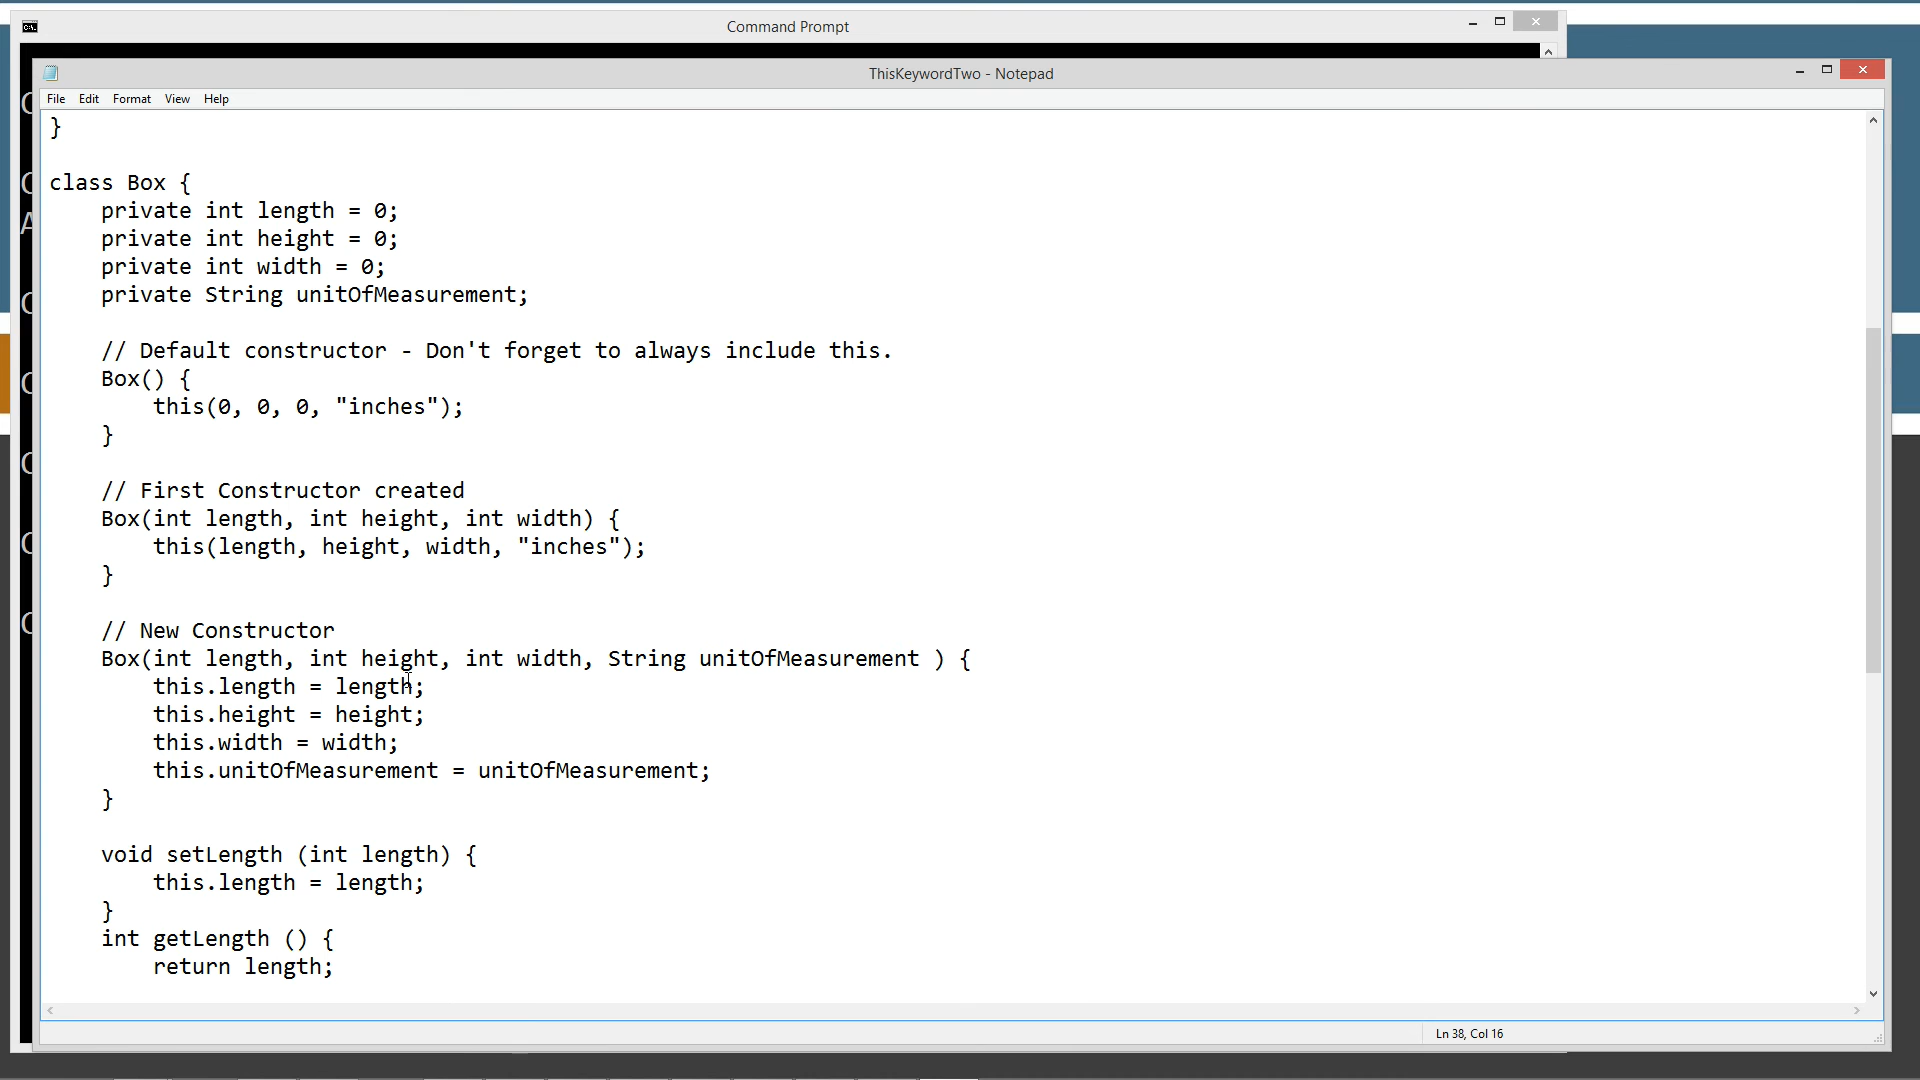 Command Prompt
ThisKeywordTwo - Notepad
File Edit Format View Help
}
class Box {
private int length = 0;
private int height = 0;
private int width = 0;
private String unitOfMeasurement;
// Default constructor - Don't forget to always include this.
Box() {
this(0, 0, 0, "inches");
}
// First Constructor created
Box(int length, int height, int width) {
this(length, height, width, "inches");
}
// New Constructor
Box(int length, int height, int width, String unitOfMeasurement ) {
this.length = length;
this.height = height;
this.width = width;
this.unitOfMeasurement = unitOfMeasurement;
}
void setLength (int length) {
this.length = length;
}
int getLength () {
return length;
Ln 38, Col 16